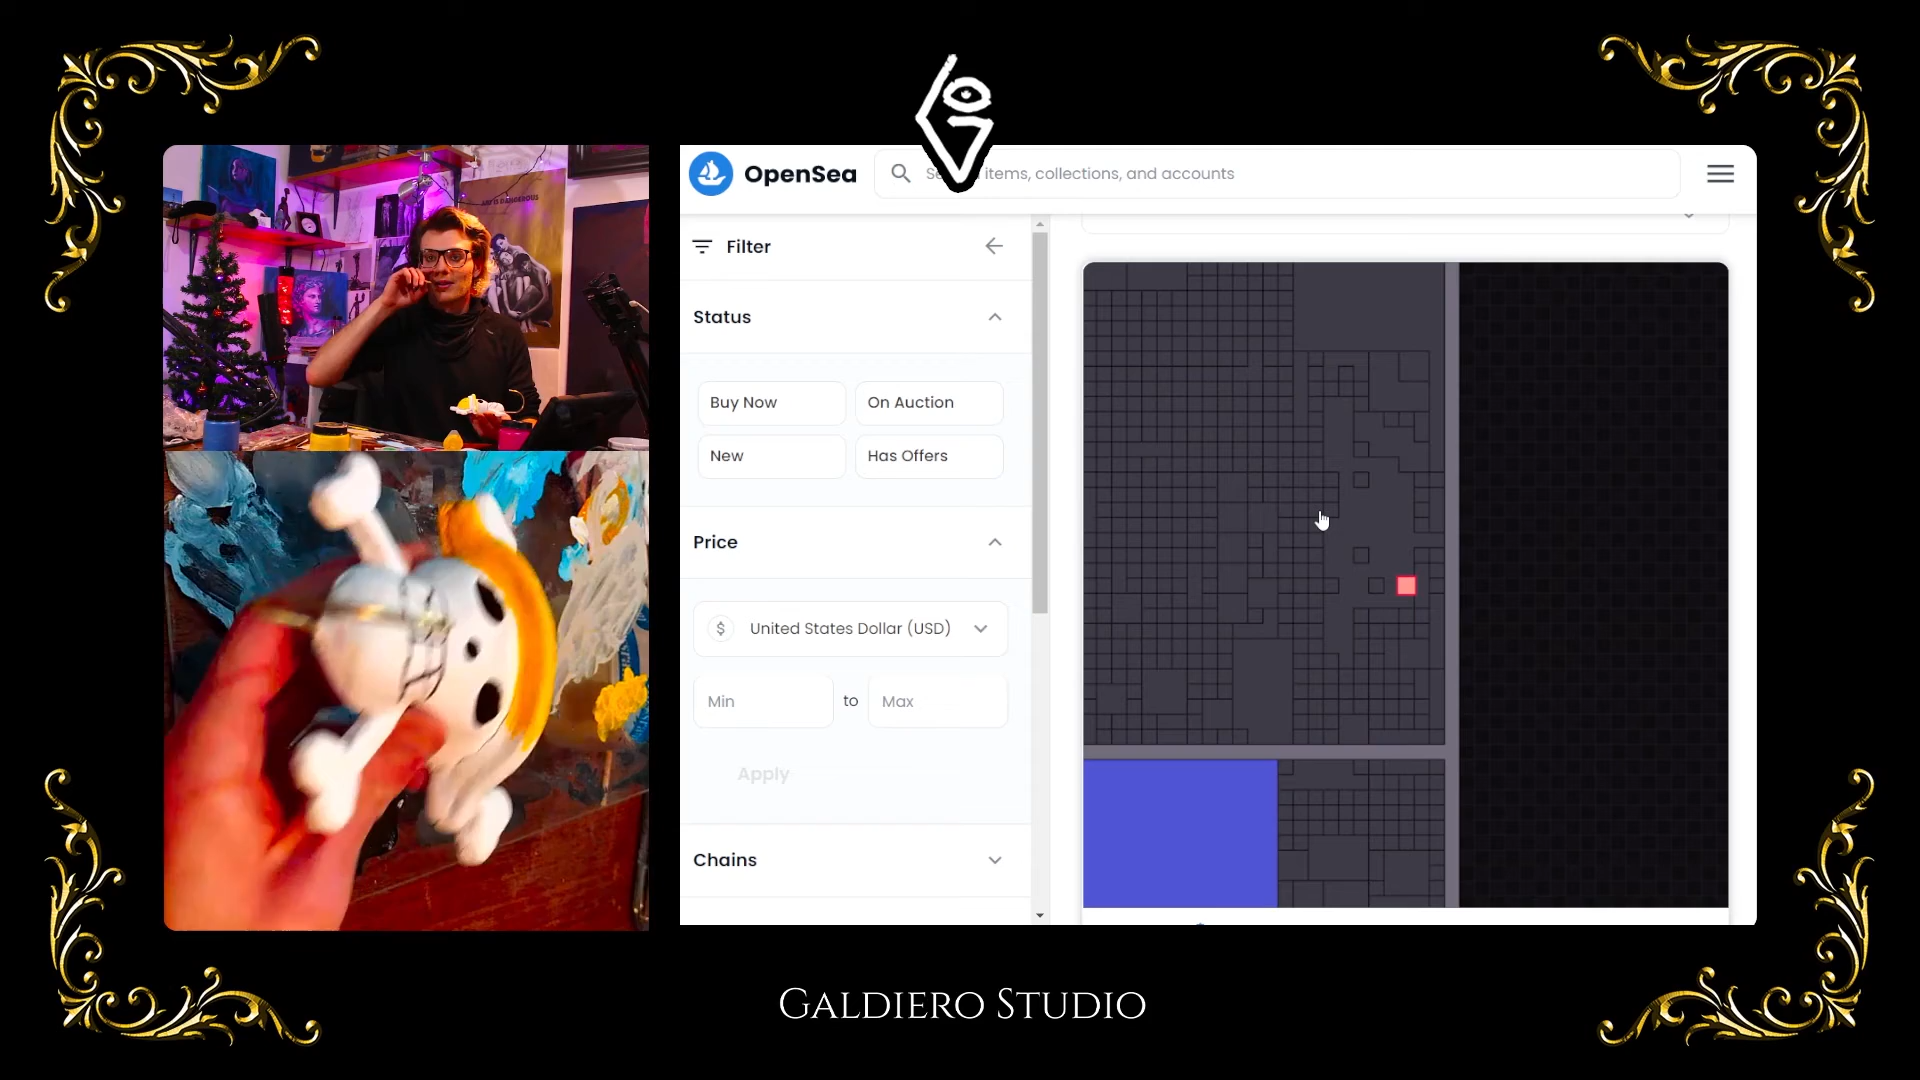 OpenSea
items, collections, and accounts
Filter
Status
Buy Now
On Auction
New
Has Offers
Price
$ United States Dollar (USD)
Min to Max
Apply
Chains
Galdiero Studio